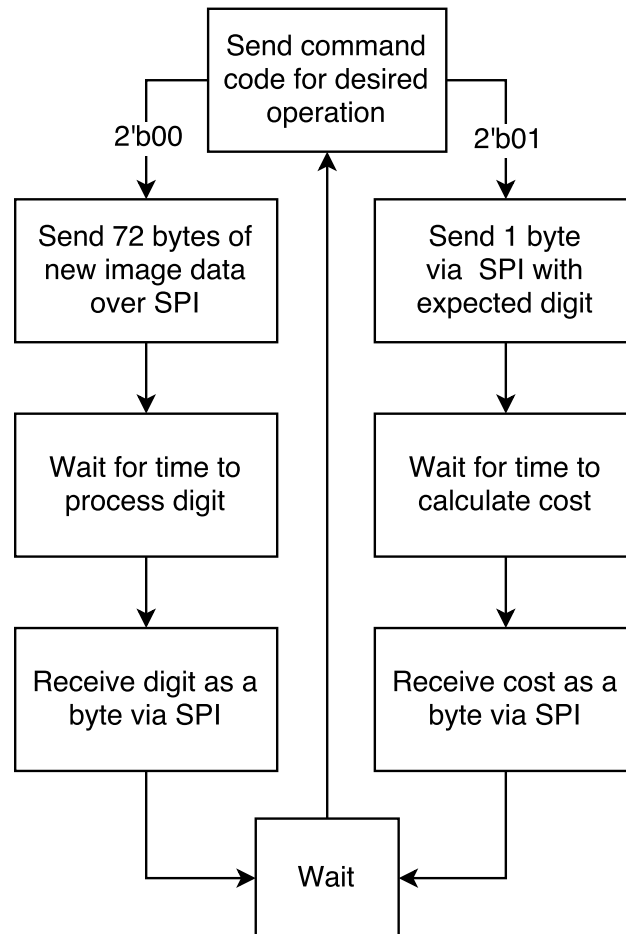 Send command
code for desired
operation
2'b00
2'b01
Send 72 bytes of
new image data
over SPI
Send 1 byte
via SPI with
expected digit
Wait for time to
process digit
Wait for time to
calculate cost
Receive digit as a
byte via SPI
Receive cost as a
byte via SPI
Wait